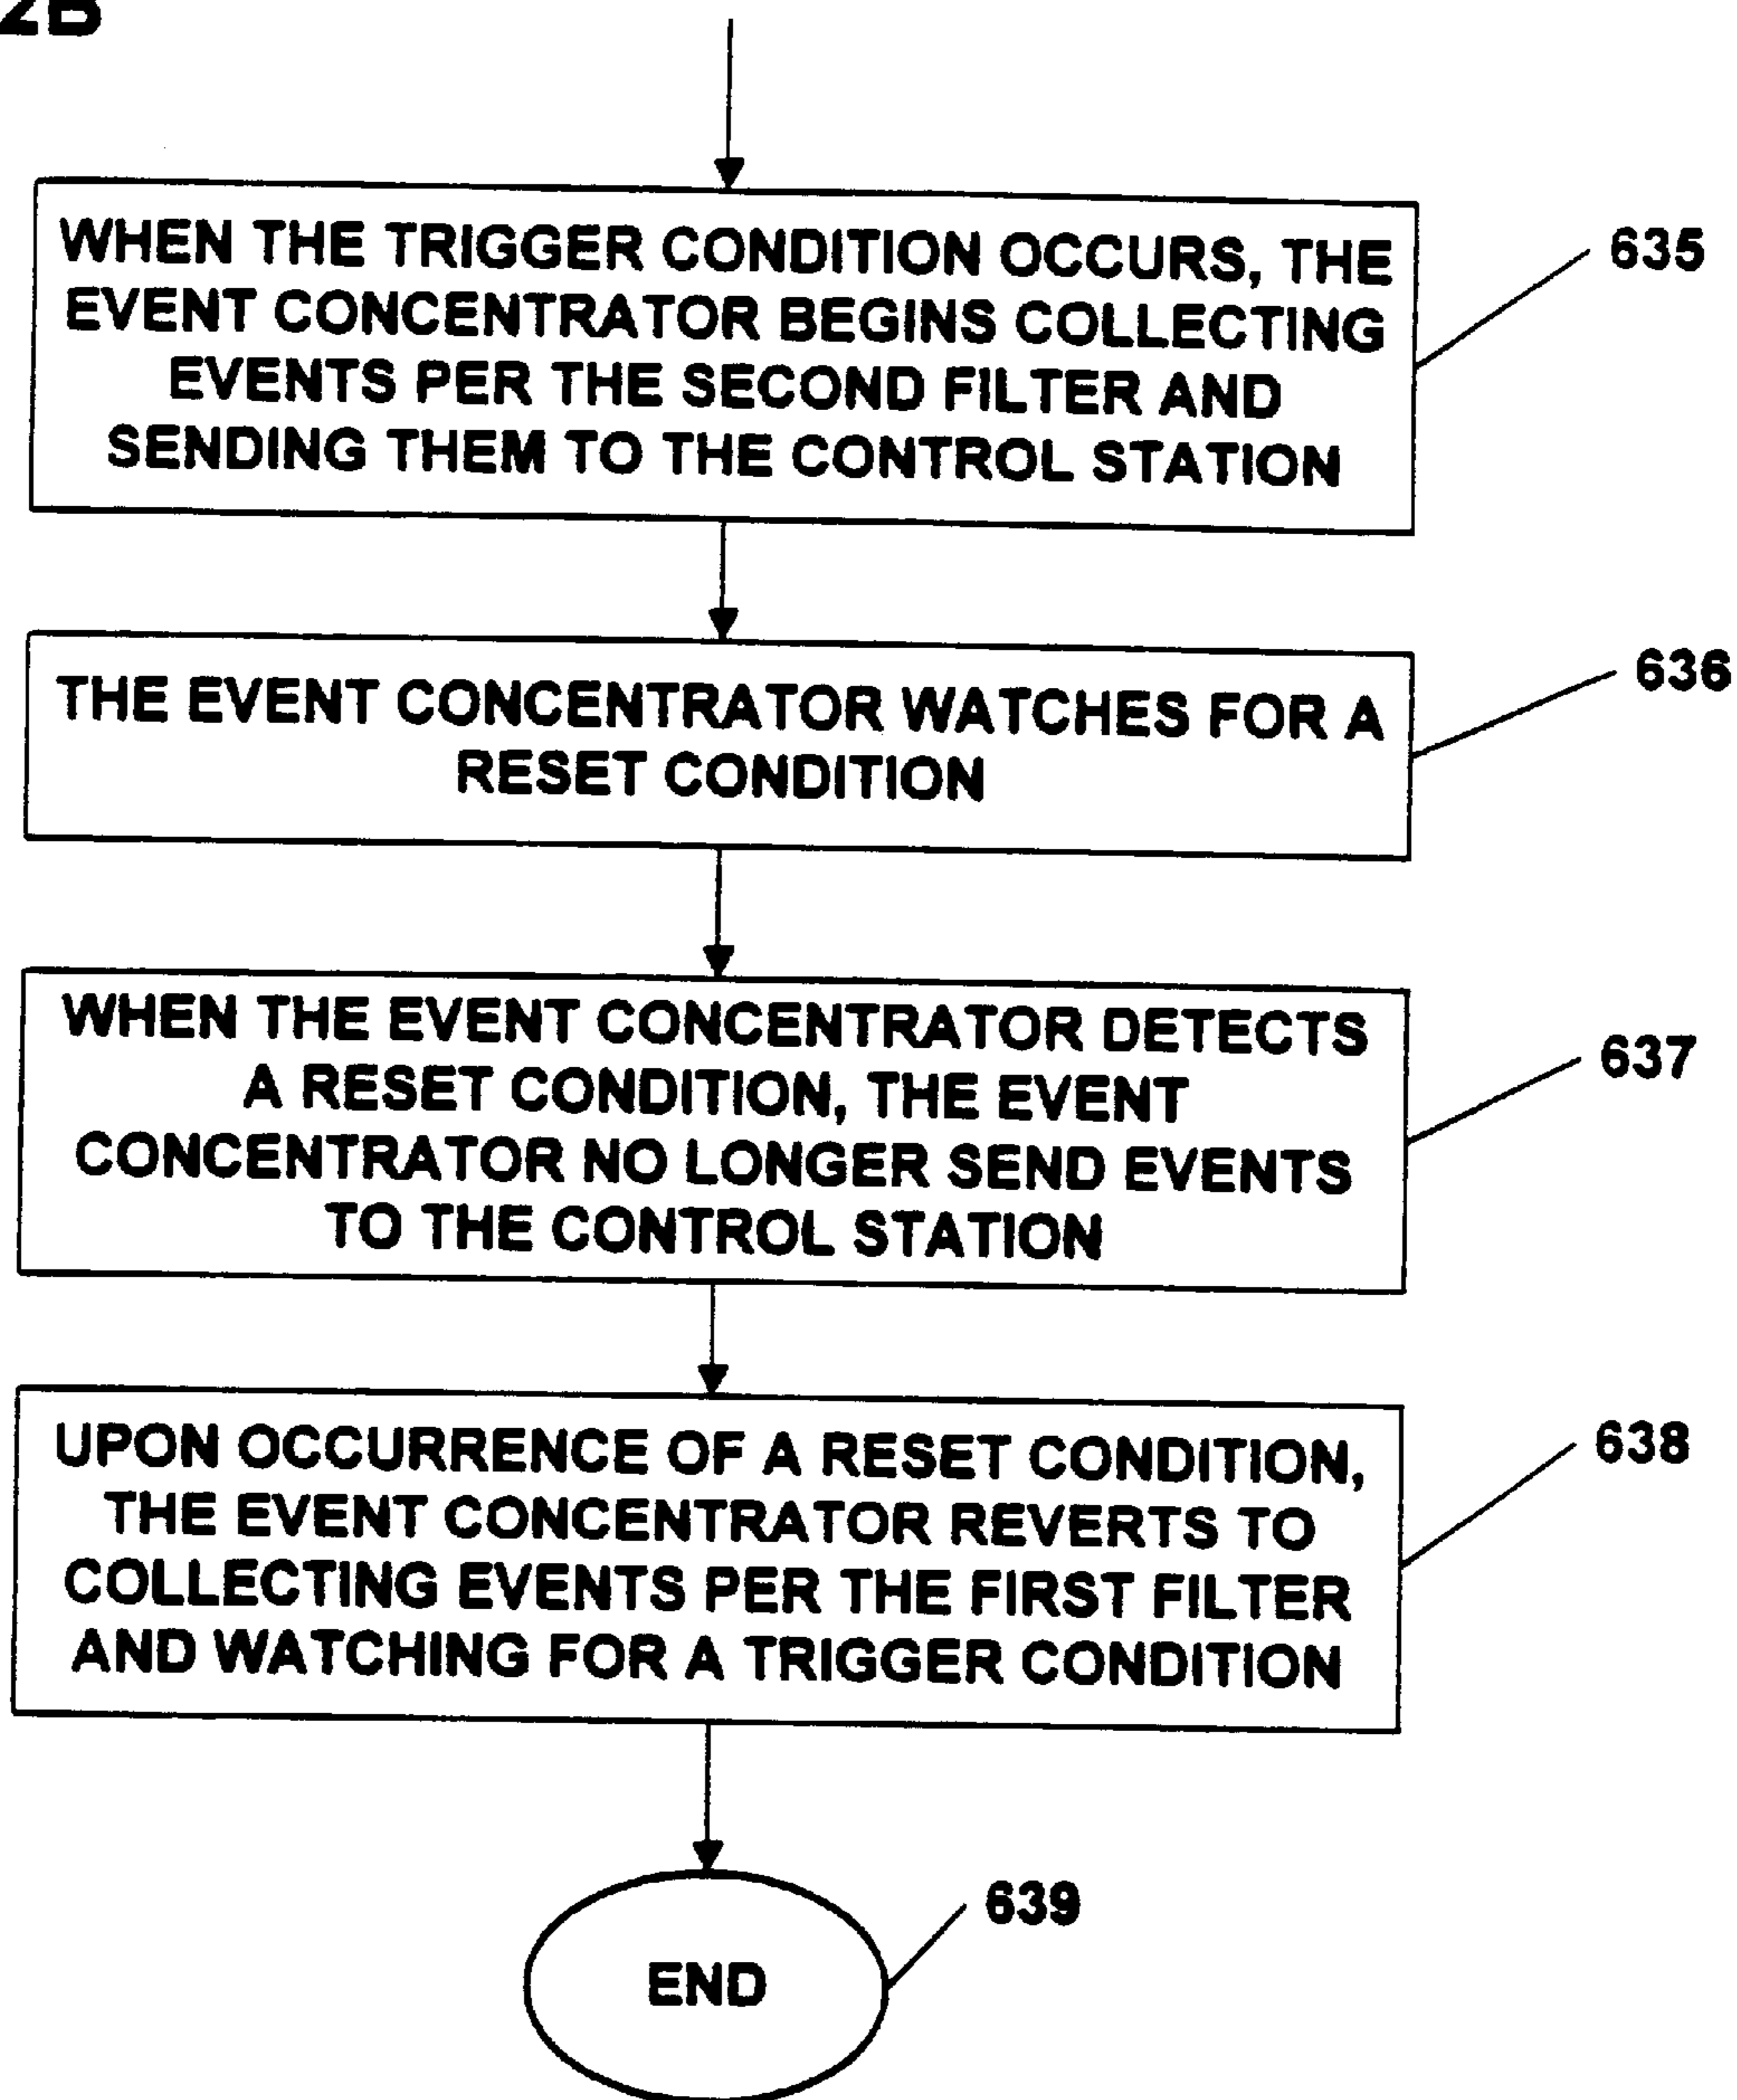 2B
WHEN THE TRIGGER CONDITION OCCURS, THE
EVENT CONCENTRATOR BEGINS COLLECTING
EVENTS PER THE SECOND FILTER AND
SENDING THEM TO THE CONTROL STATION
635
THE EVENT CONCENTRATOR WATCHES FOR A
RESET CONDITION
636
WHEN THE EVENT CONCENTRATOR DETECTS
A RESET CONDITION, THE EVENT
CONCENTRATOR NO LONGER SEND EVENTS
TO THE CONTROL STATION
637
UPON OCCURRENCE OF A RESET CONDITION,
THE EVENT CONCENTRATOR REVERTS TO
COLLECTING EVENTS PER THE FIRST FILTER
AND WATCHING FOR A TRIGGER CONDITION
638
END
639